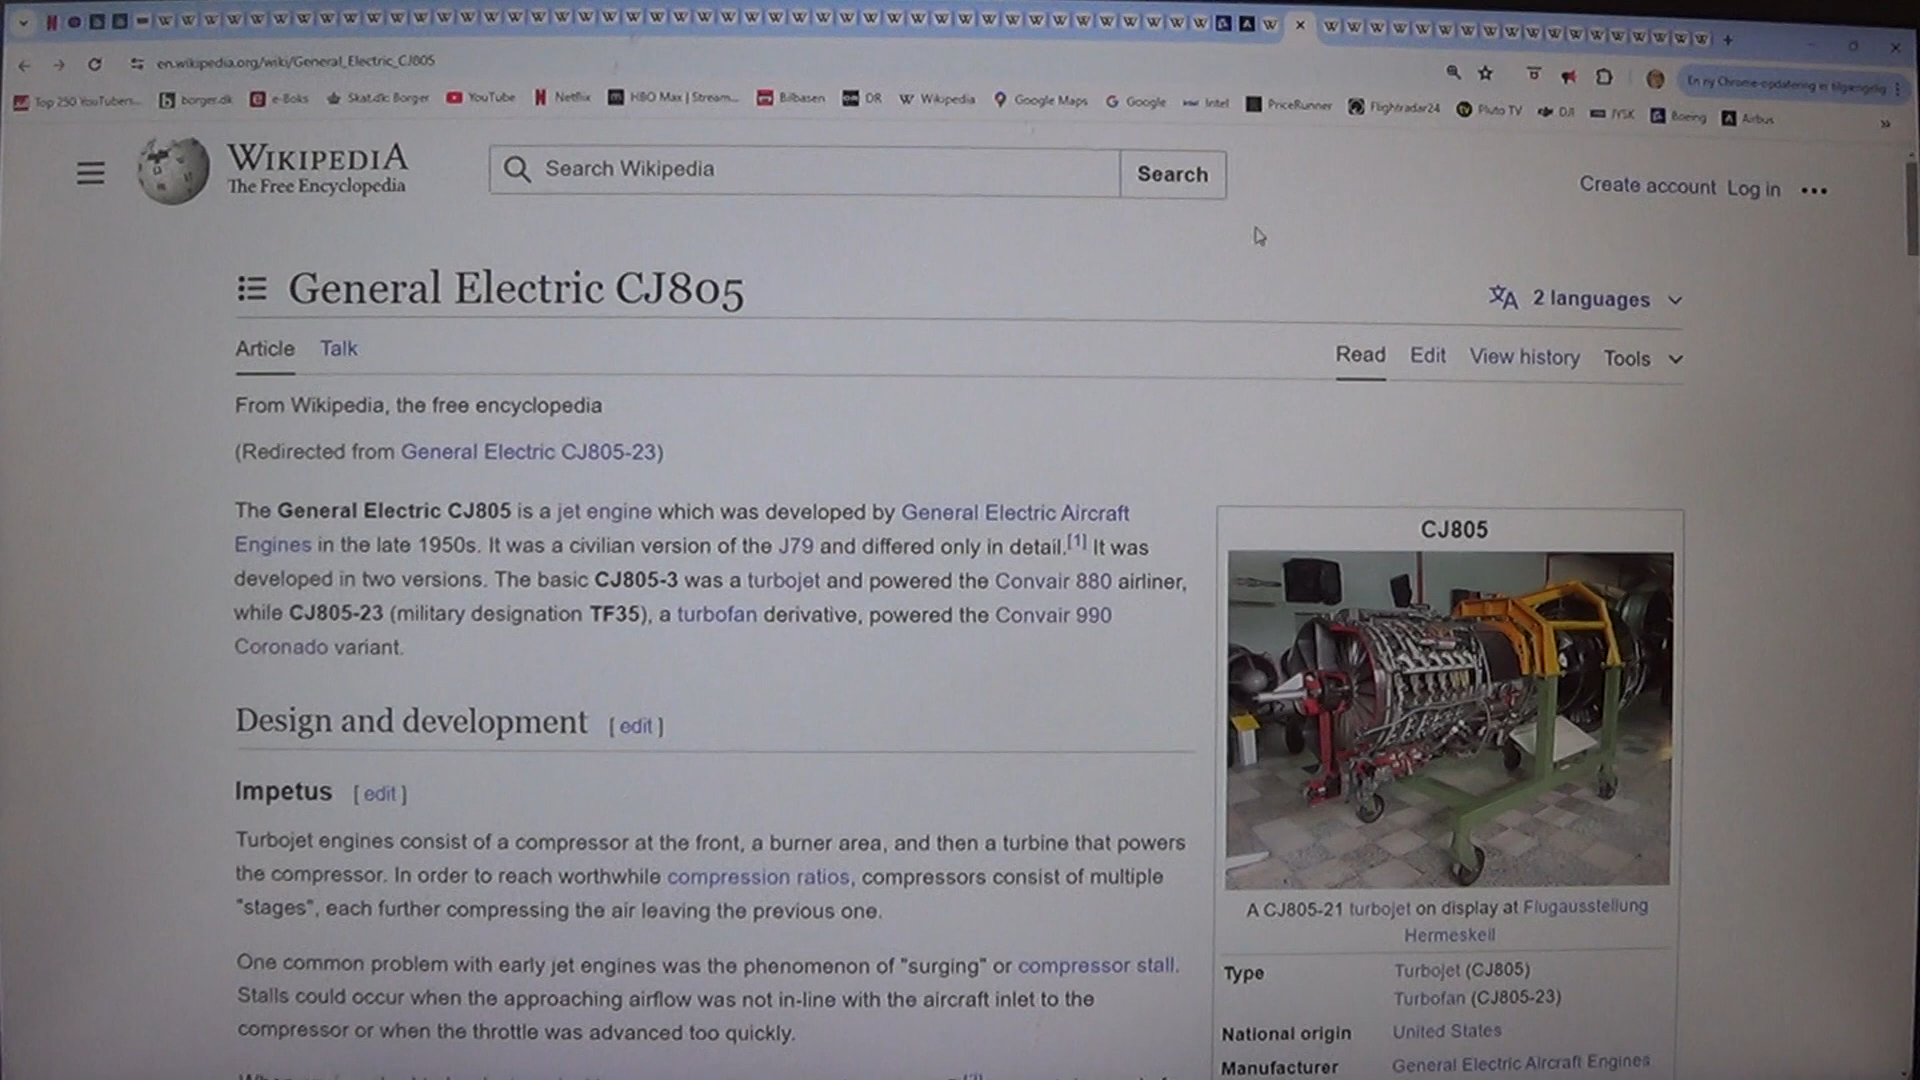 en.wikipedia.org/wiki/General_Electric_CJ805
En ny Chrome-opdatering er tilgængelig
Top 250 YouTubers... borger.dk e-Boks Skat.dk: Borger YouTube Netflix HBO Max | Stream... Bilbasen DR Wikipedia Google Maps Google Intel PriceRunner Flightradar24 Pluto TV DJI JYSK Boeing Airbus »
WIKIPEDIA
The Free Encyclopedia
Search Wikipedia
Search
Create account Log in
General Electric CJ805
2 languages
Article Talk
Read Edit View history Tools
From Wikipedia, the free encyclopedia
(Redirected from General Electric CJ805-23)
The General Electric CJ805 is a jet engine which was developed by General Electric Aircraft
Engines in the late 1950s. It was a civilian version of the J79 and differed only in detail.[1] It was
developed in two versions. The basic CJ805-3 was a turbojet and powered the Convair 880 airliner,
while CJ805-23 (military designation TF35), a turbofan derivative, powered the Convair 990
Coronado variant.
Design and development [ edit ]
Impetus [ edit ]
Turbojet engines consist of a compressor at the front, a burner area, and then a turbine that powers
the compressor. In order to reach worthwhile compression ratios, compressors consist of multiple
"stages", each further compressing the air leaving the previous one.
One common problem with early jet engines was the phenomenon of "surging" or compressor stall.
Stalls could occur when the approaching airflow was not in-line with the aircraft inlet to the
compressor or when the throttle was advanced too quickly.
CJ805
A CJ805-21 turbojet on display at Flugausstellung
Hermeskeil
Type Turbojet (CJ805)
Turbofan (CJ805-23)
National origin United States
Manufacturer General Electric Aircraft Engines